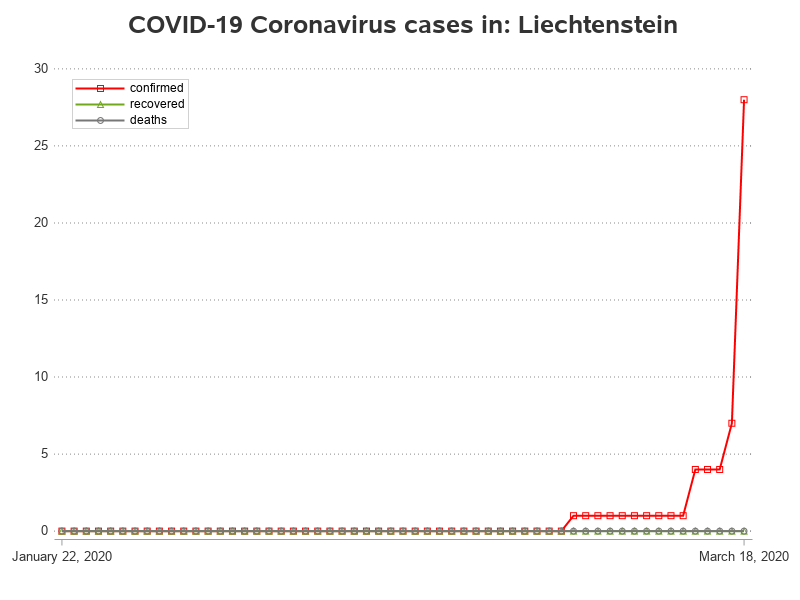 COVID-19 Coronavirus cases in: Liechtenstein
30
confirmed
recovered
deaths
25
20
15
10
5
0
January 22, 2020
March 18, 2020